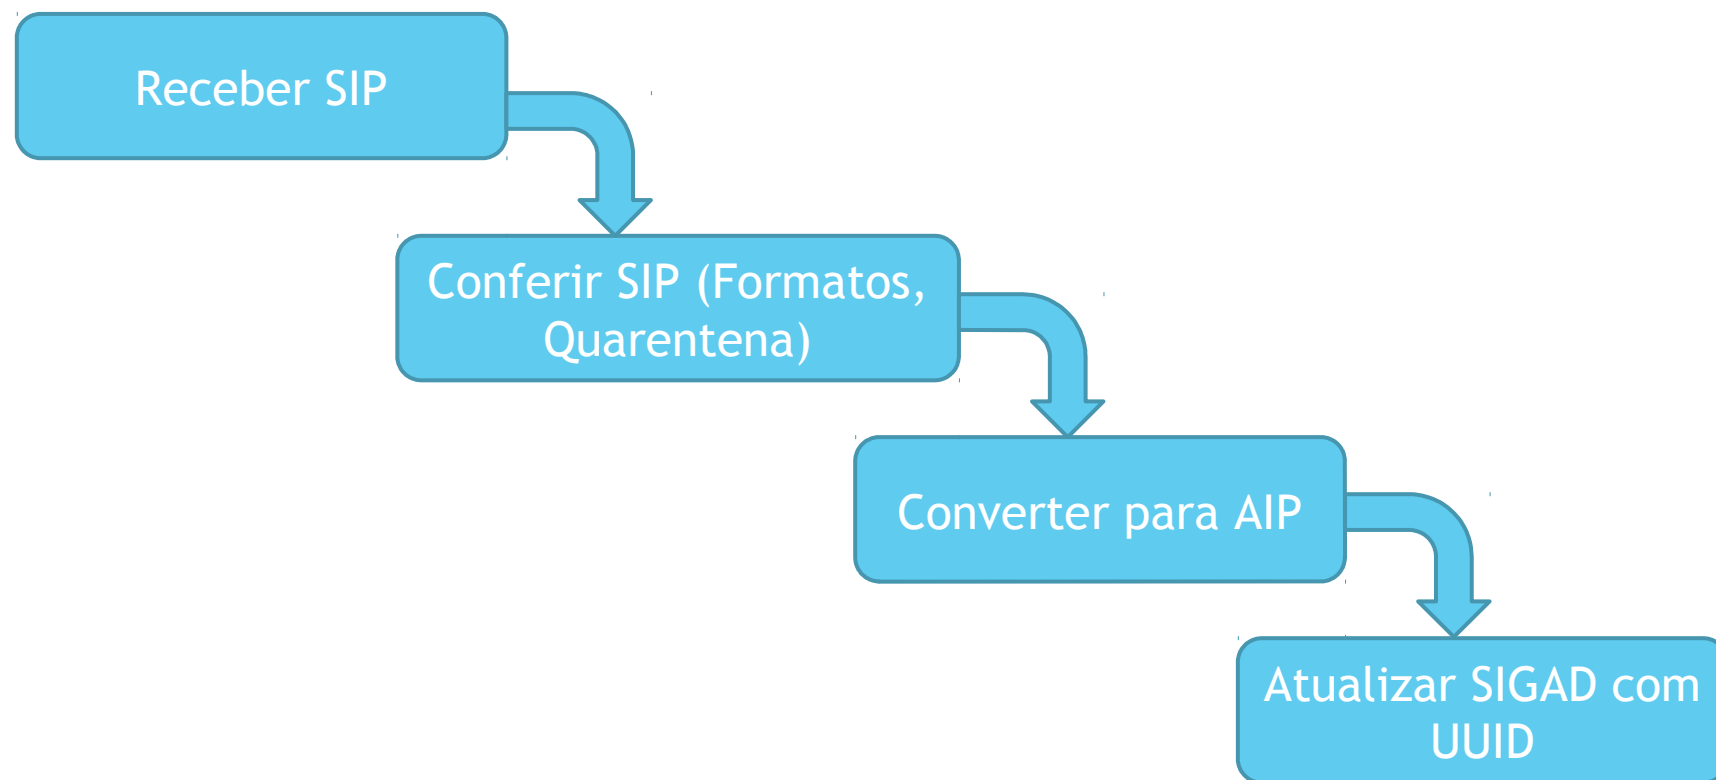 Receber SIP
Conferir SIP (Formatos,
Quarentena)
Converter para AIP
Atualizar SIGAD com
UUID